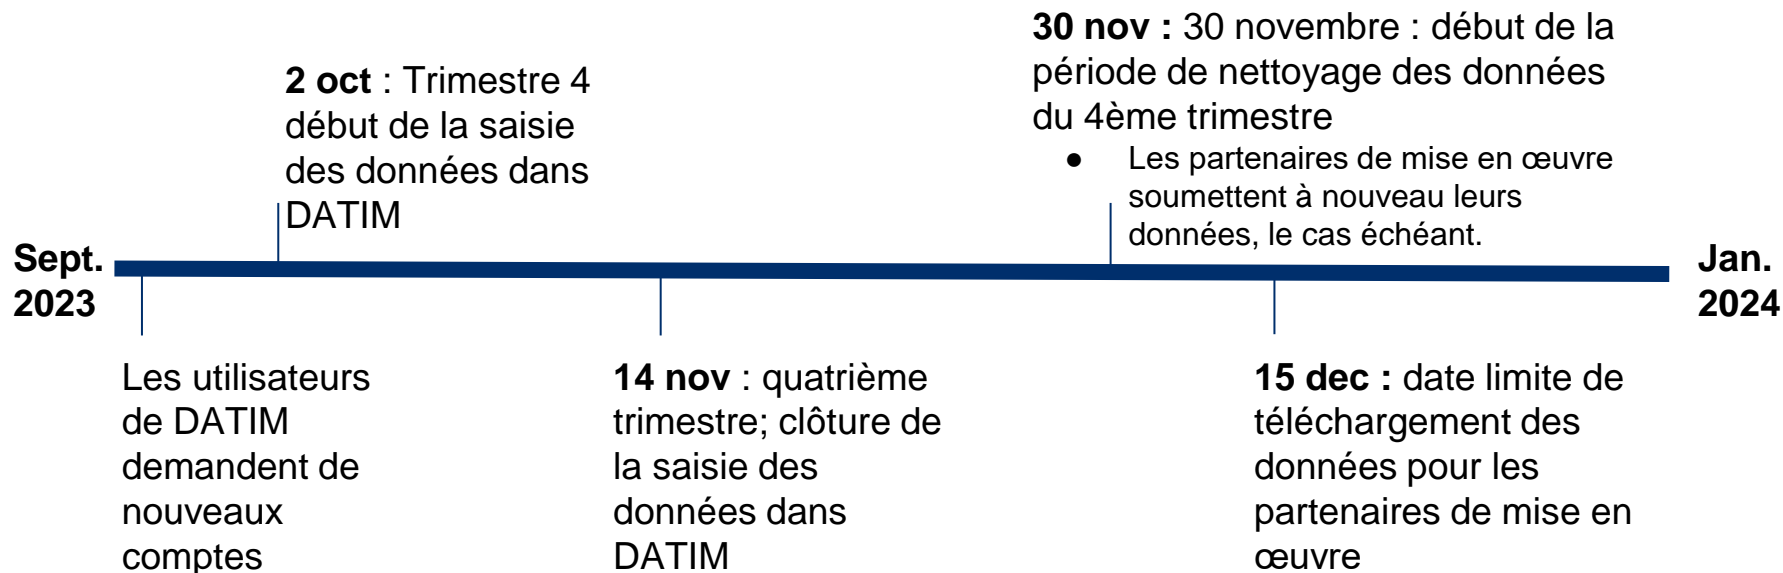 30 nov : 30 novembre : début de la
période de nettoyage des données
du 4ème trimestre
● Les partenaires de mise en œuvre
soumettent à nouveau leurs
données, le cas échéant.
2 oct : Trimestre 4
début de la saisie
des données dans
DATIM
Sept.
2023
Jan.
2024
Les utilisateurs
de DATIM
demandent de
nouveaux
comptes
14 nov : quatrième
trimestre; clôture de
la saisie des
données dans
DATIM
15 dec : date limite de
téléchargement des
données pour les
partenaires de mise en
œuvre